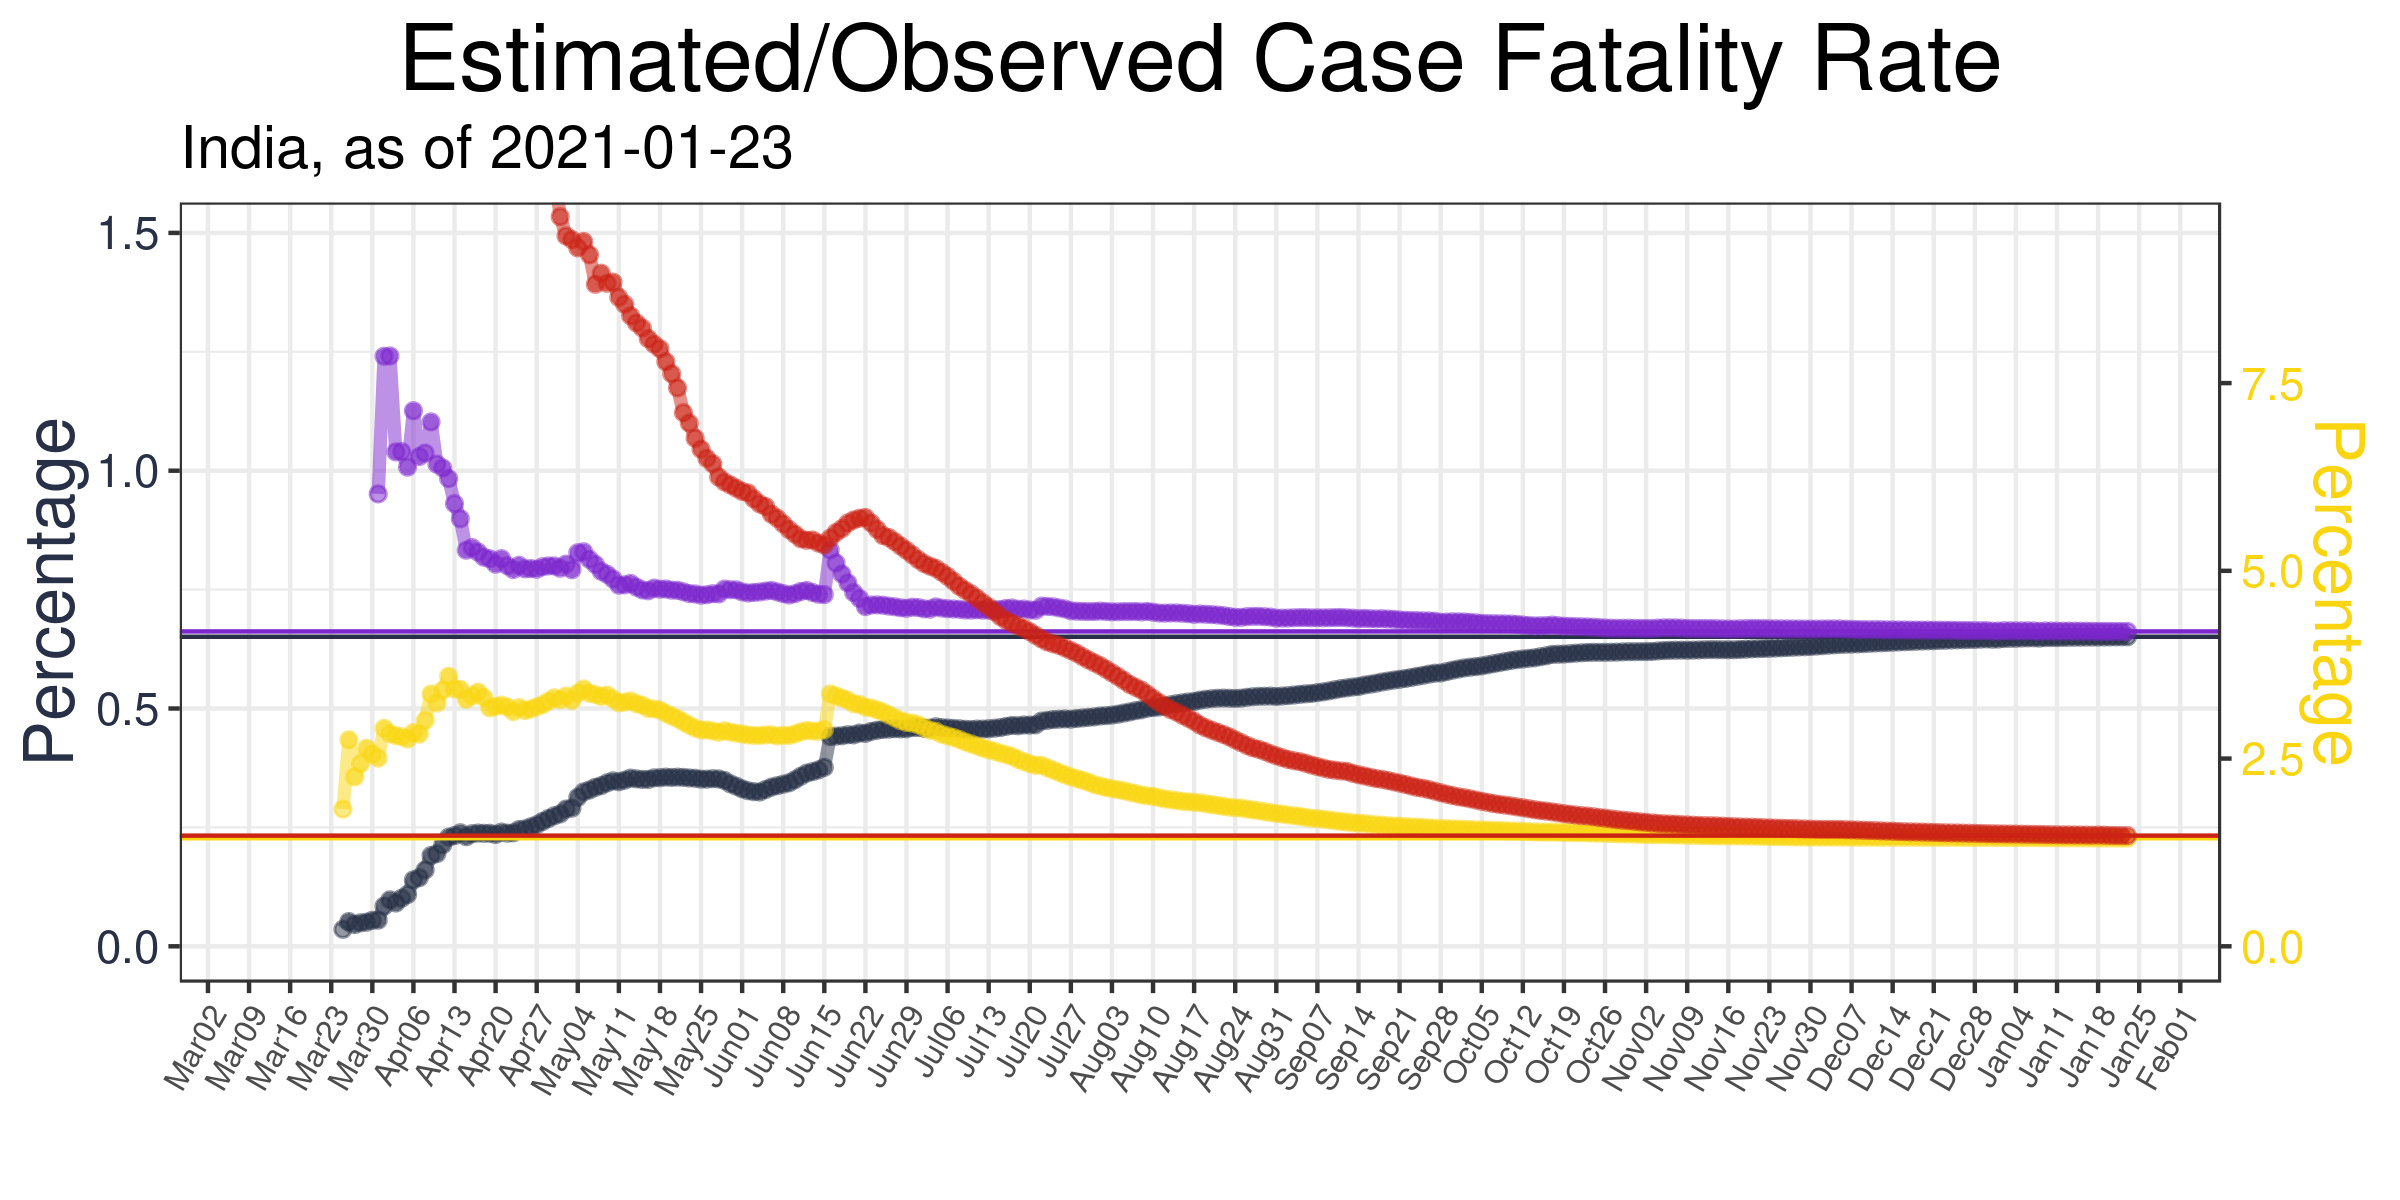 Estimated/Observed Case Fatality Rate
India, as of 2021-01-23
Percentage
1.5
1.0
0.5
0.0
7.5
5.0
2.5
0.0
Percentage
Mar02
Mar09
Mar16
Mar23
Mar30
Apr06
Apr13
Apr20
Apr27
May04
May11
May18
May25
Jun01
Jun08
Jun15
Jun22
Jun29
Jul06
Jul13
Jul20
Jul27
Aug03
Aug10
Aug17
Aug24
Aug31
Sep07
Sep14
Sep21
Sep28
Oct05
Oct12
Oct19
Oct26
Nov02
Nov09
Nov16
Nov23
Nov30
Dec07
Dec14
Dec21
Dec28
Jan04
Jan11
Jan18
Jan25
Feb01